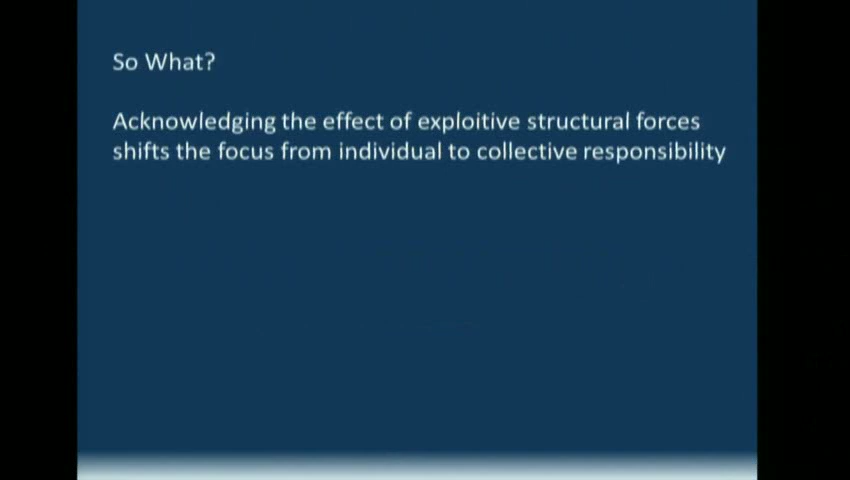 So What?
Acknowledging the effect of exploitive structural forces
shifts the focus from individual to collective responsibility